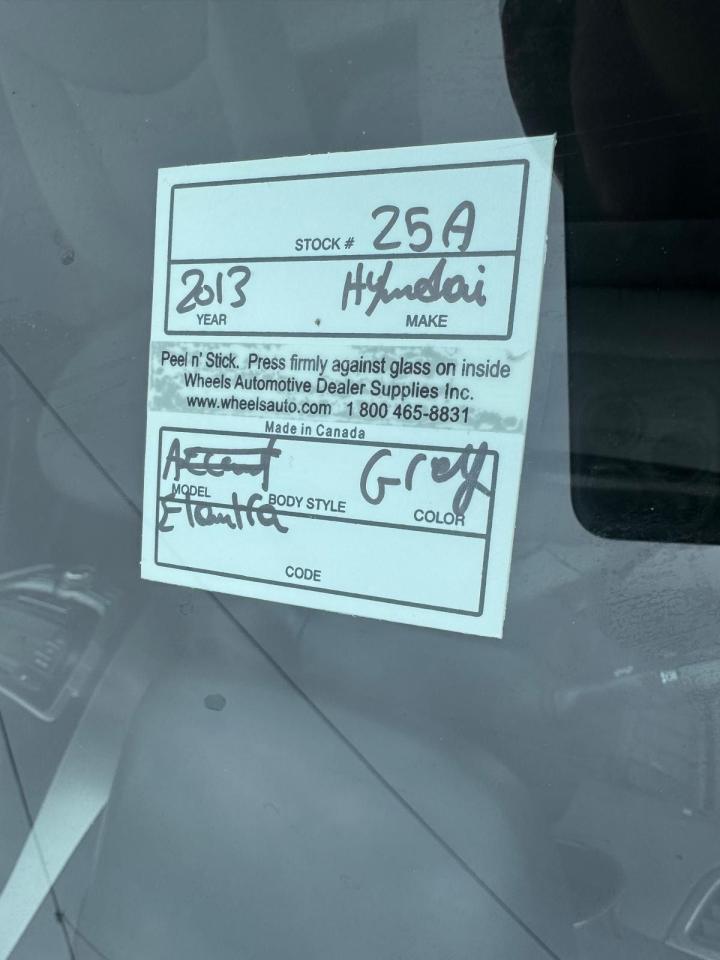 STOCK # 25A
2013 Hyundai
YEAR MAKE
Peel n' Stick. Press firmly against glass on inside
Wheels Automotive Dealer Supplies Inc.
www.wheelsauto.com 1 800 465-8831
Made in Canada
Accent Grey
MODEL BODY STYLE COLOR
Elantra
CODE